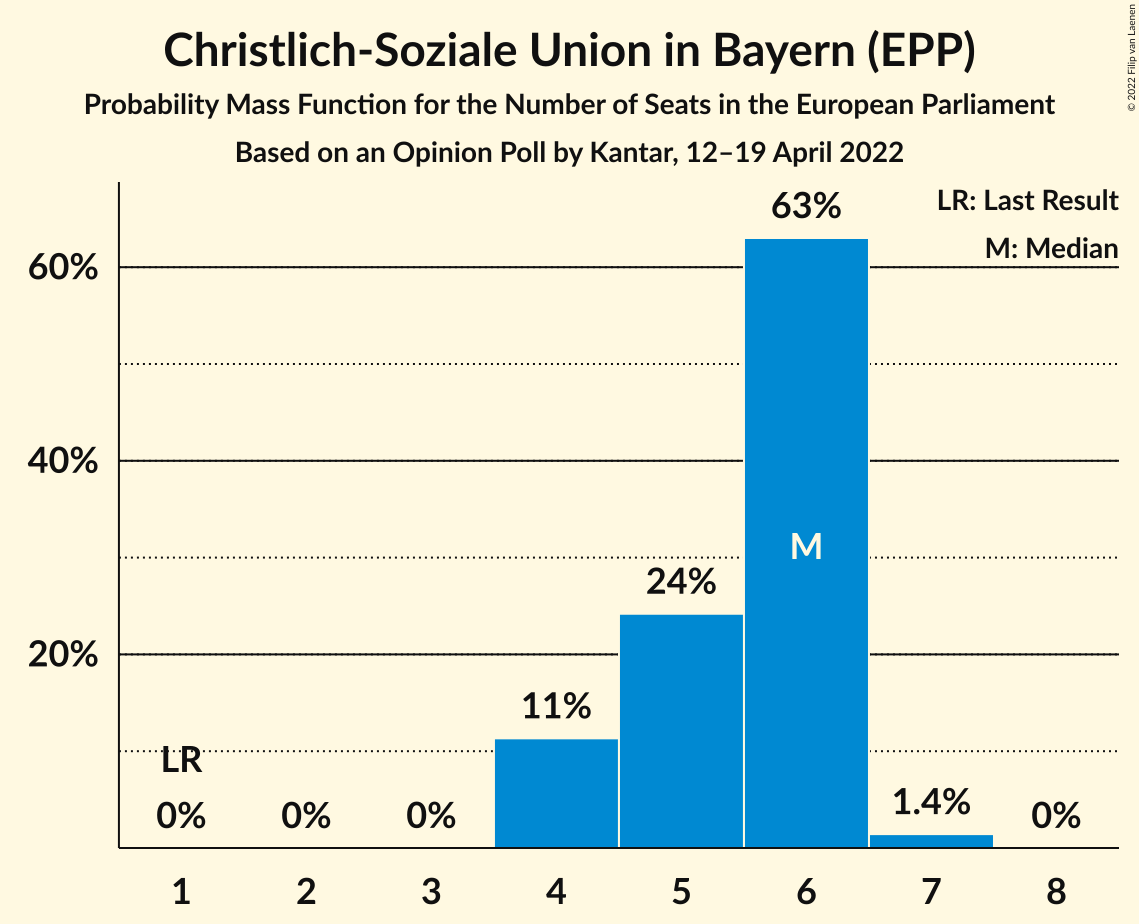 Christlich-Soziale Union in Bayern (EPP)
Probability Mass Function for the Number of Seats in the European Parliament
Based on an Opinion Poll by Kantar, 12–19 April 2022
© 2022 Filip van Laenen
LR: Last Result
M: Median
63%
60%
40%
M
24%
20%
11%
LR
0%
0%
0%
1.4%
0%
1 2 3 4 5 6 7 8